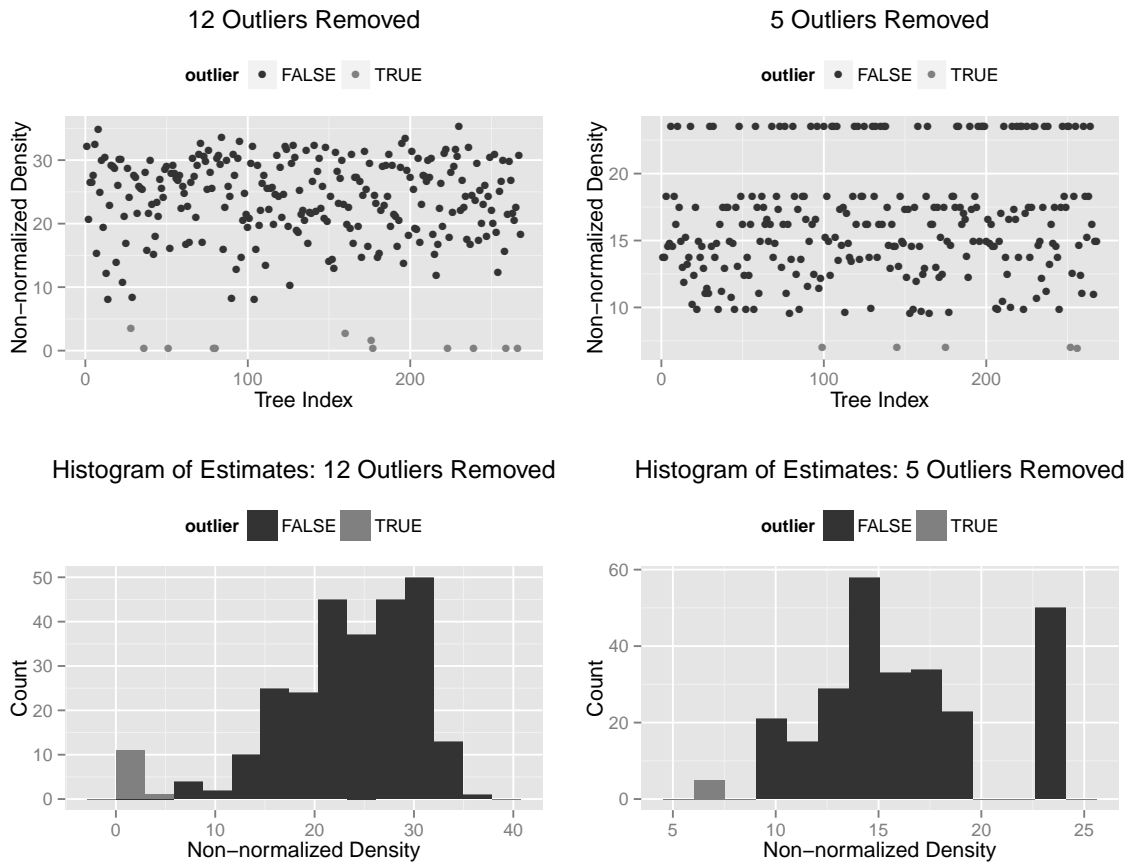 12 Outliers Removed
outlier FALSE TRUE
Non−normalized Density
30
20
10
0
0 100 200
Tree Index
5 Outliers Removed
outlier FALSE TRUE
Non−normalized Density
20
15
10
0 100 200
Tree Index
Histogram of Estimates: 12 Outliers Removed
outlier FALSE TRUE
Count
50
40
30
20
10
0
0 10 20 30 40
Non−normalized Density
Histogram of Estimates: 5 Outliers Removed
outlier FALSE TRUE
Count
60
40
20
0
5 10 15 20 25
Non−normalized Density